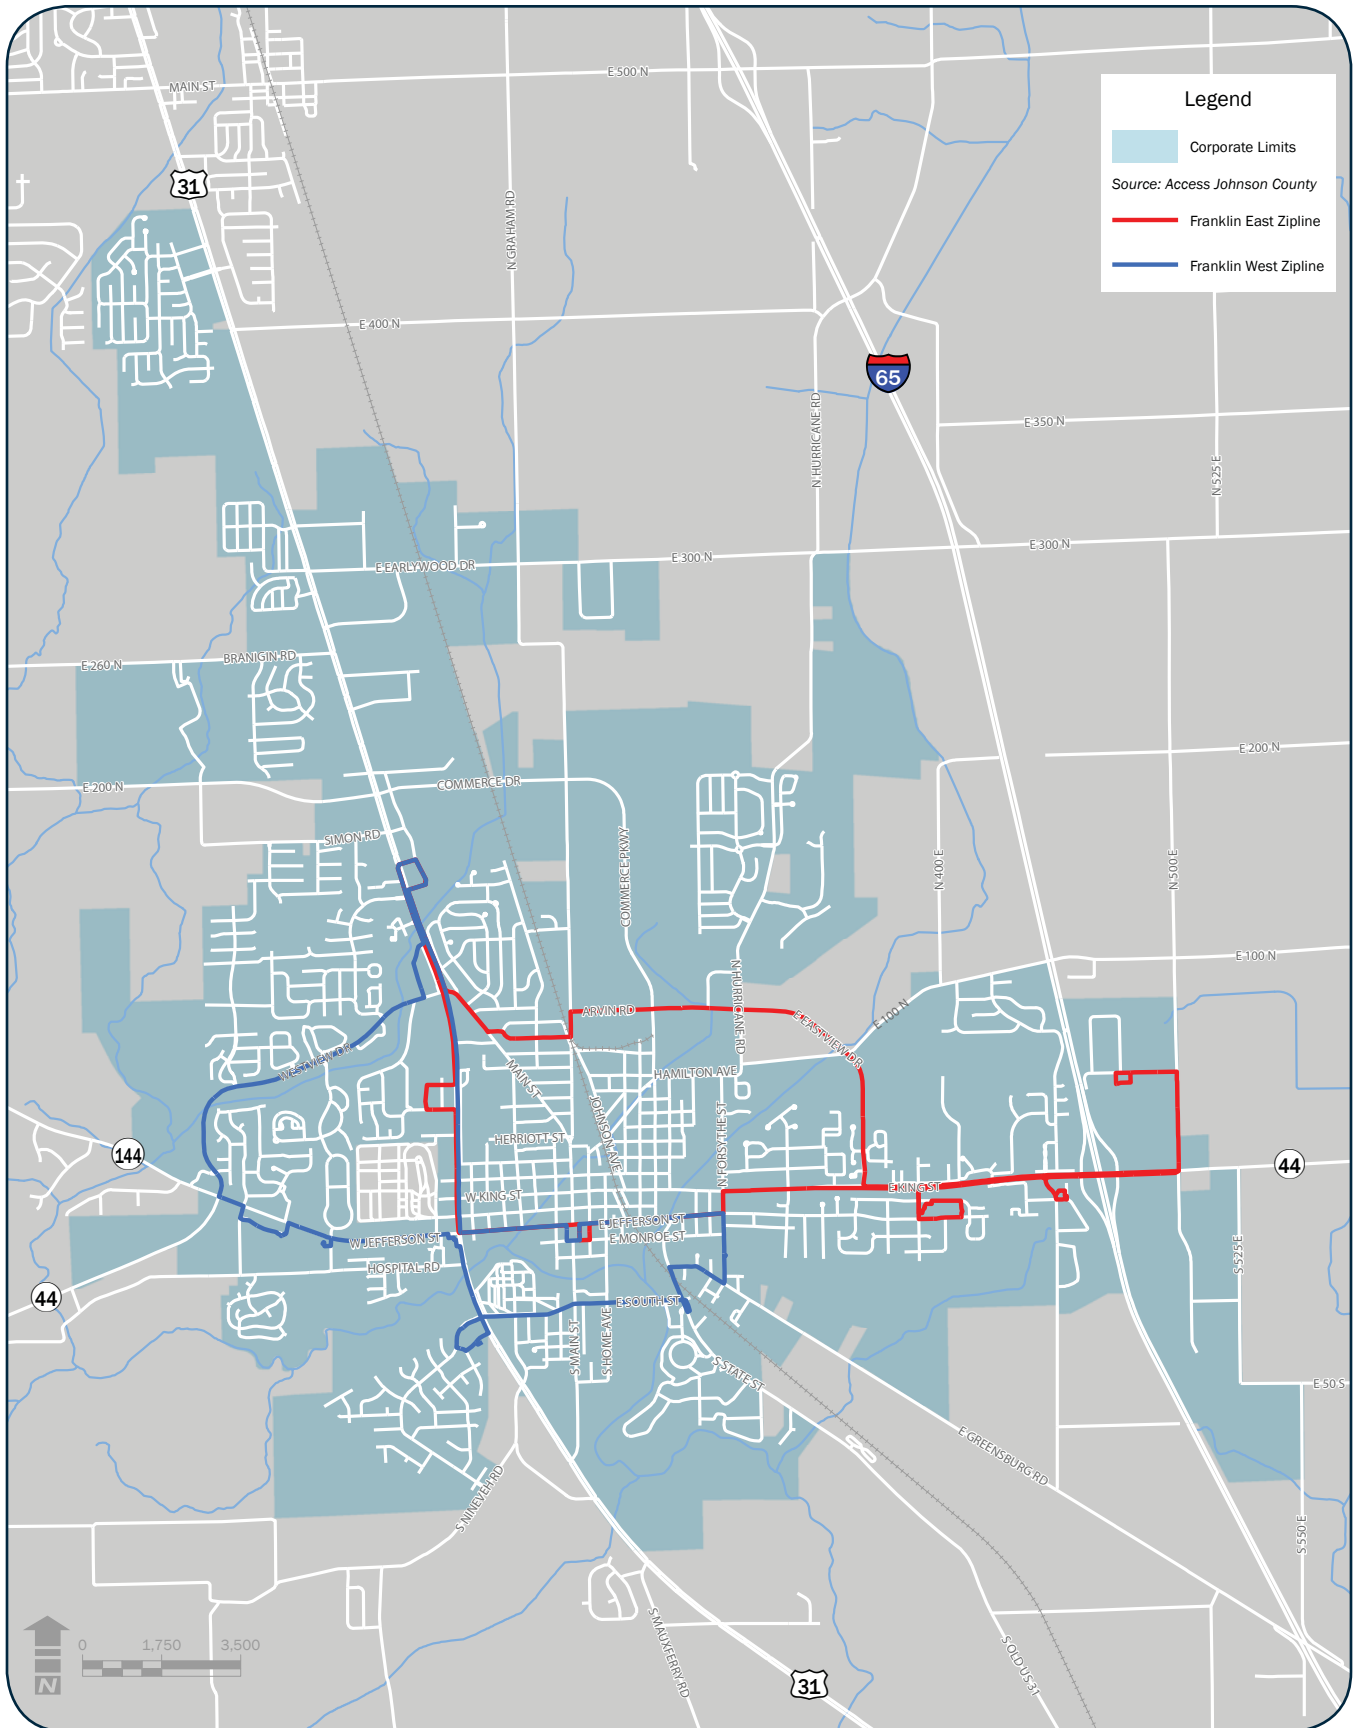 MAIN ST
E 500 N
Legend
Corporate Limits
Source: Access Johnson County
Franklin East Zipline
Franklin West Zipline
31
N GRAHAM RD
E 400 N
65
N HURRICANE RD
E 350 N
N 525 E
E EARLYWOOD DR
E 300 N
E 300 N
E 260 N
BRANIGIN RD
E 200 N
E 200 N
COMMERCE DR
SIMON RD
COMMERCE PKWY
N 400 E
N 500 E
E 100 N
N HURRICANE RD
ARVIN RD
E EASTVIEW DR
E 100 N
WESTVIEW DR
MAIN ST
HAMILTON AVE
JOHNSON AVE
N FORSYTHE ST
HERRIOTT ST
144
44
W KING ST
E KING ST
E JEFFERSON ST
E MONROE ST
W JEFFERSON ST
HOSPITAL RD
S 525 E
44
E SOUTH ST
S MAIN ST
S HOME AVE
S STATE ST
E 50 S
E GREENSBURG RD
S NINEVEH RD
S 550 E
S MAUXFERRY RD
S OLD US 31
0 1,750 3,500
N
31